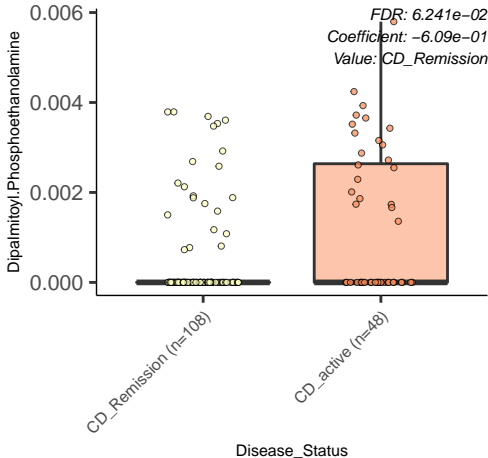 FDR: 6.241e−02
Coefficient: −6.09e−01
Value: CD_Remission
0.006
0.004
0.002
0.000
Dipalmitoyl.Phosphoethanolamine
CD_Remission (n=108)
CD_active (n=48)
Disease_Status